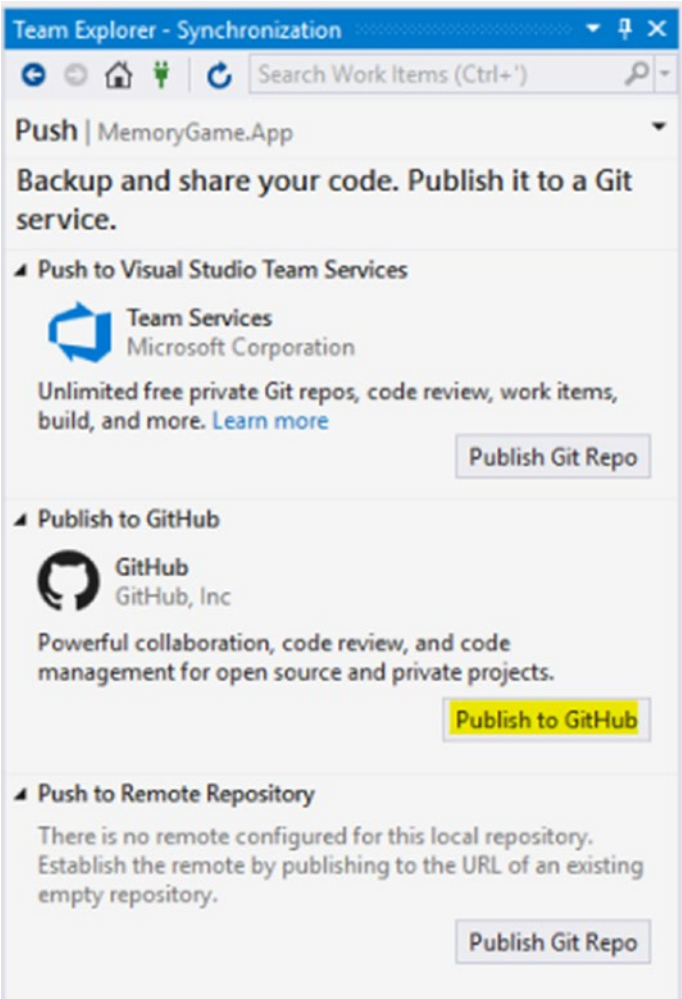 Team Explorer - Synchronization
Search Work Items (Ctrl+')
Push | MemoryGame.App
Backup and share your code. Publish it to a Git
service.
Push to Visual Studio Team Services
Team Services
Microsoft Corporation
Unlimited free private Git repos, code review, work items,
build, and more. Learn more
Publish Git Repo
Publish to GitHub
GitHub
GitHub, Inc
Powerful collaboration, code review, and code
management for open source and private projects.
Publish to GitHub
Push to Remote Repository
There is no remote configured for this local repository.
Establish the remote by publishing to the URL of an existing
empty repository.
Publish Git Repo